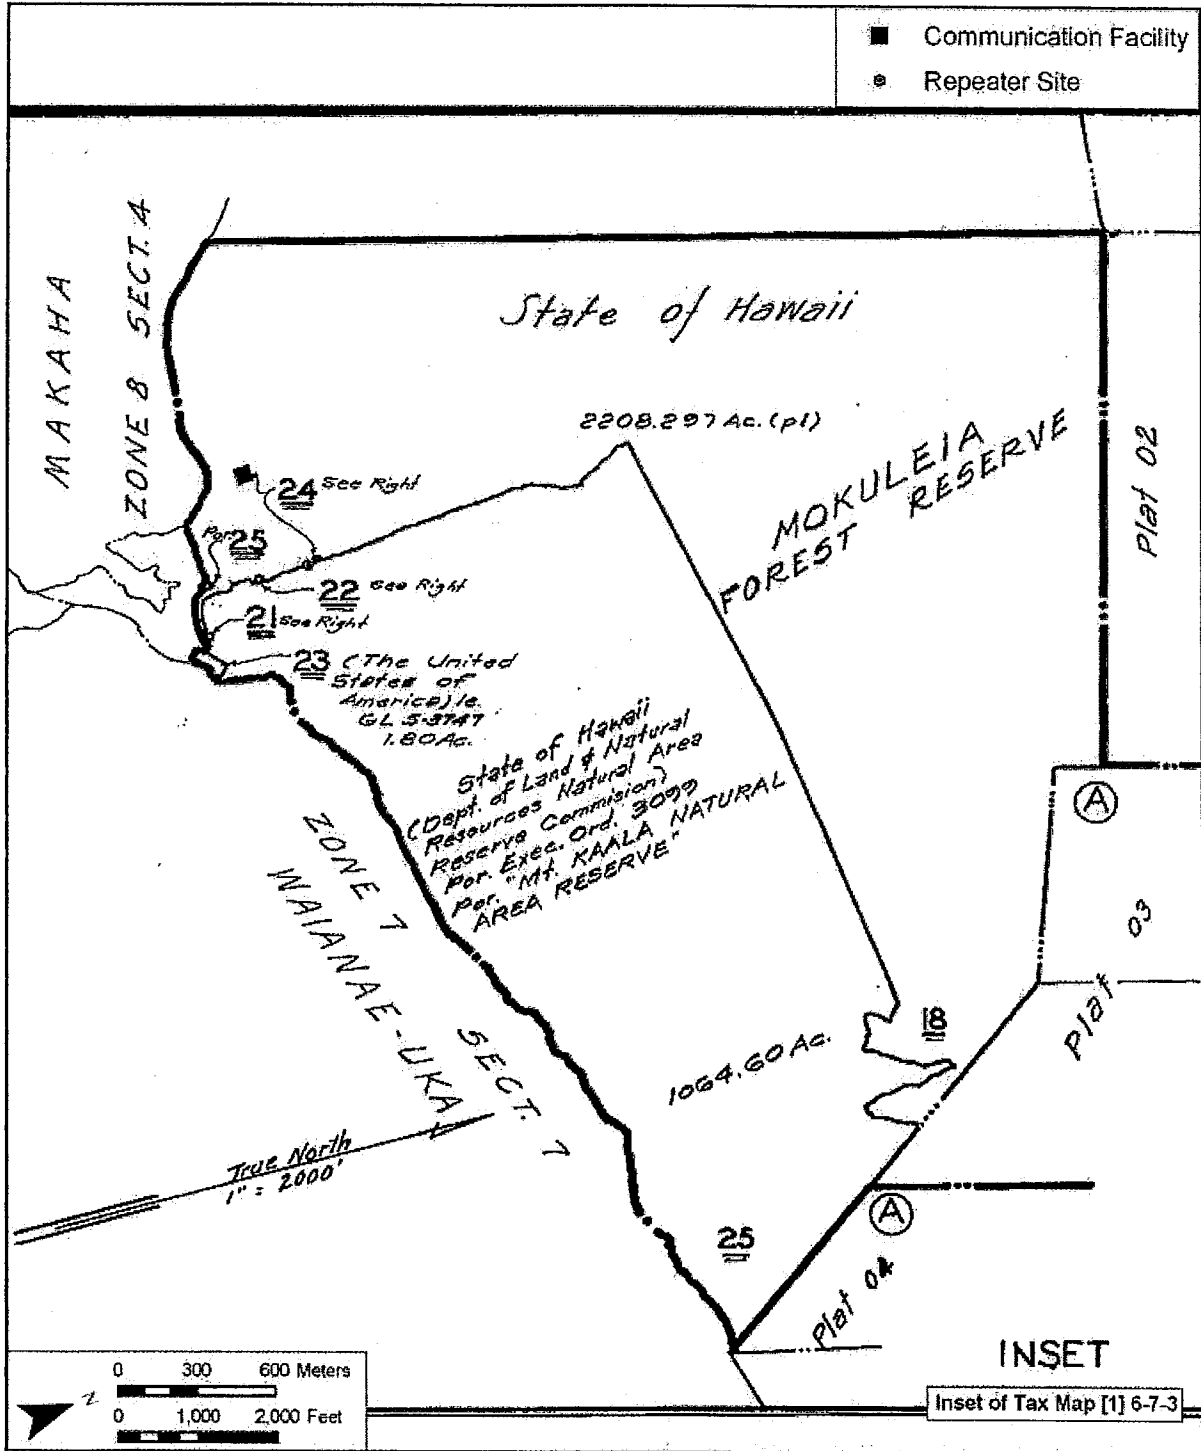 Communication Facility
Repeater Site
MAKAHA
ZONE 8 SECT. 4
State of Hawaii
2208.297 Ac. (pl)
MOKULEIA
FOREST RESERVE
Plat 02
24 See Right
Por. 25
22 See Right
21 See Right
23 (The United
States of
America) le.
GL S-3747
1.80 Ac.
State of Hawaii
(Dept. of Land & Natural
Resources Natural Area
Reserve Commision)
Por. Exec. Ord. 3099
Por. "Mt. KAALA NATURAL
AREA RESERVE"
A
ZONE 7 SECT. 7
WAIANAE-UKA
Plat 03
18
1064.60 Ac.
True North
1" = 2000'
A
25
Plat 04
INSET
0 300 600 Meters
0 1,000 2,000 Feet
Z
Inset of Tax Map [1] 6-7-3